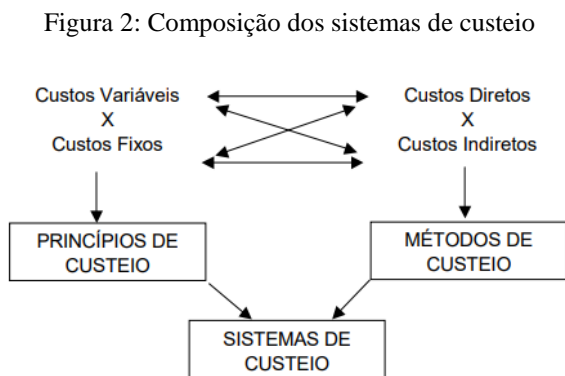 Figura 2: Composição dos sistemas de custeio
Custos Variáveis
X
Custos Fixos
Custos Diretos
X
Custos Indiretos
PRINCÍPIOS DE
CUSTEIO
MÉTODOS DE
CUSTEIO
SISTEMAS DE
CUSTEIO